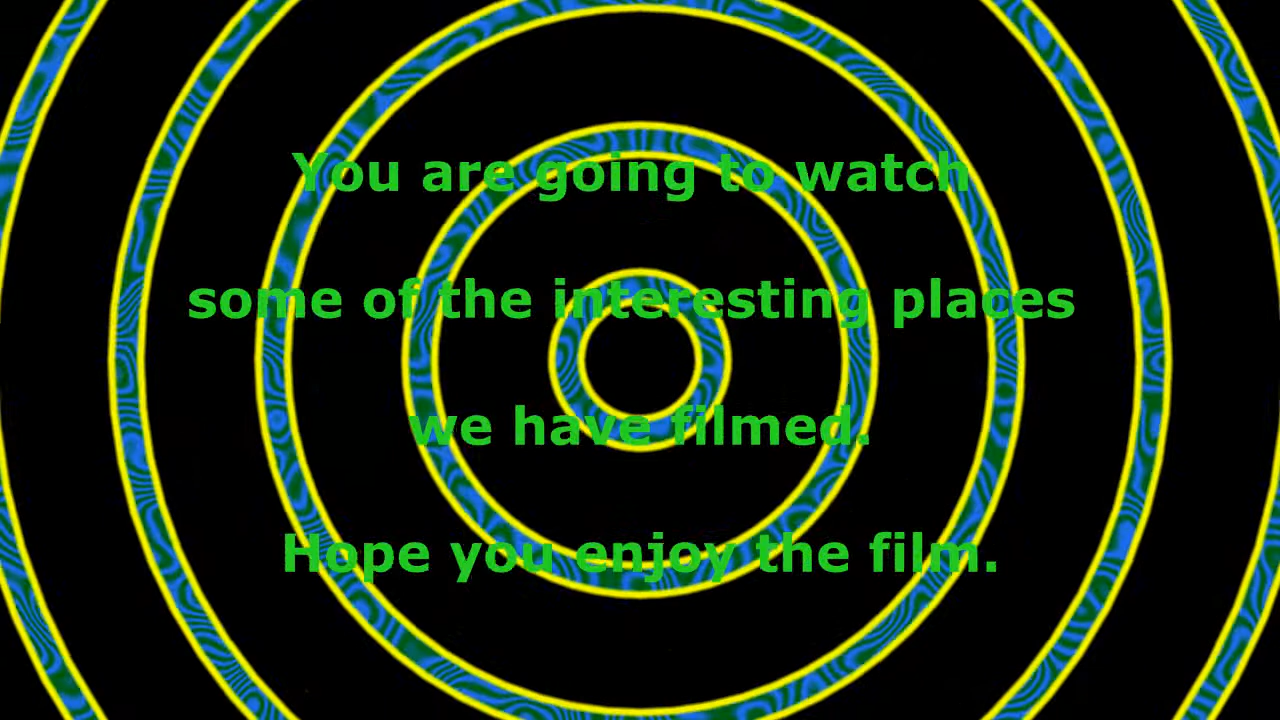 You are going to watch
some of the interesting places
we have filmed.
Hope you enjoy the film.